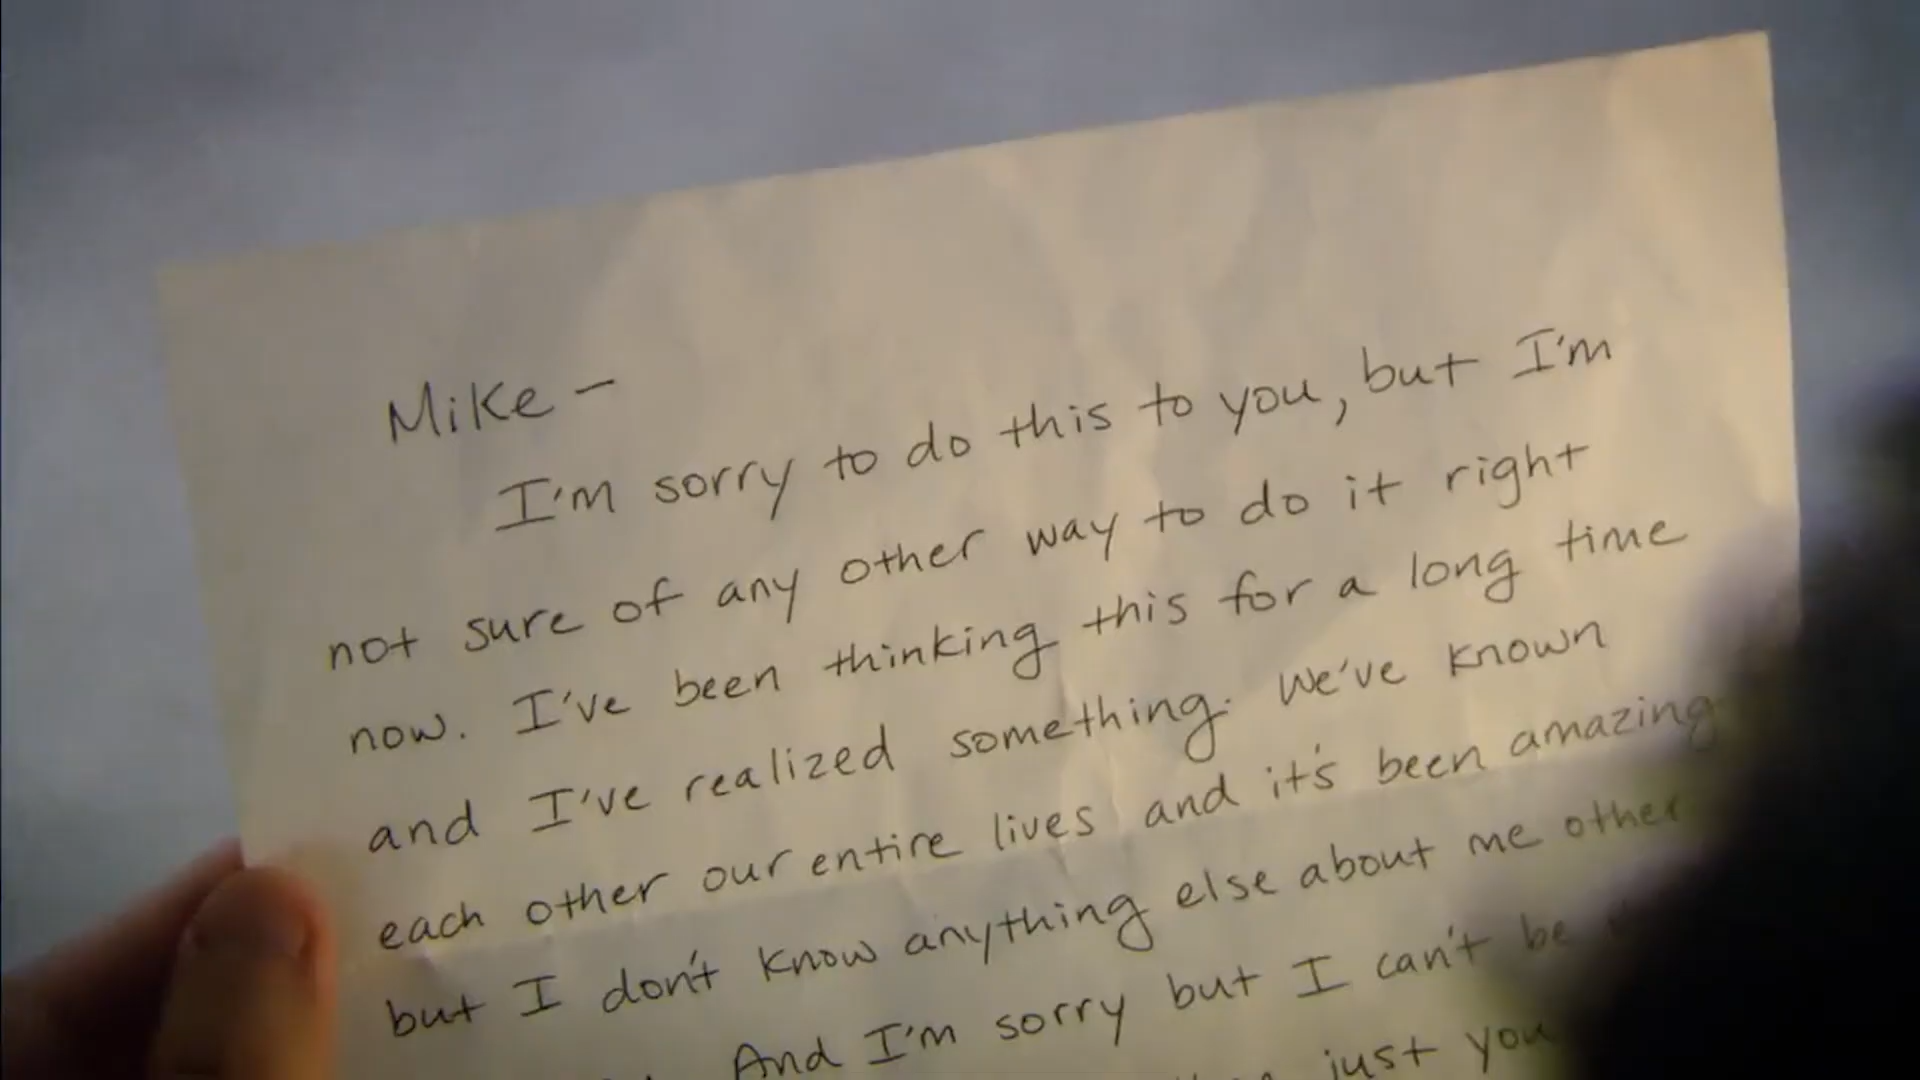 Mike –
I'm sorry to do this to you, but I'm
not sure of any other way to do it right
now. I've been thinking this for a long time
and I've realized something. We've known
each other our entire lives and it's been amazing
but I don't know anything else about me other
And I'm sorry but I can't be
just you